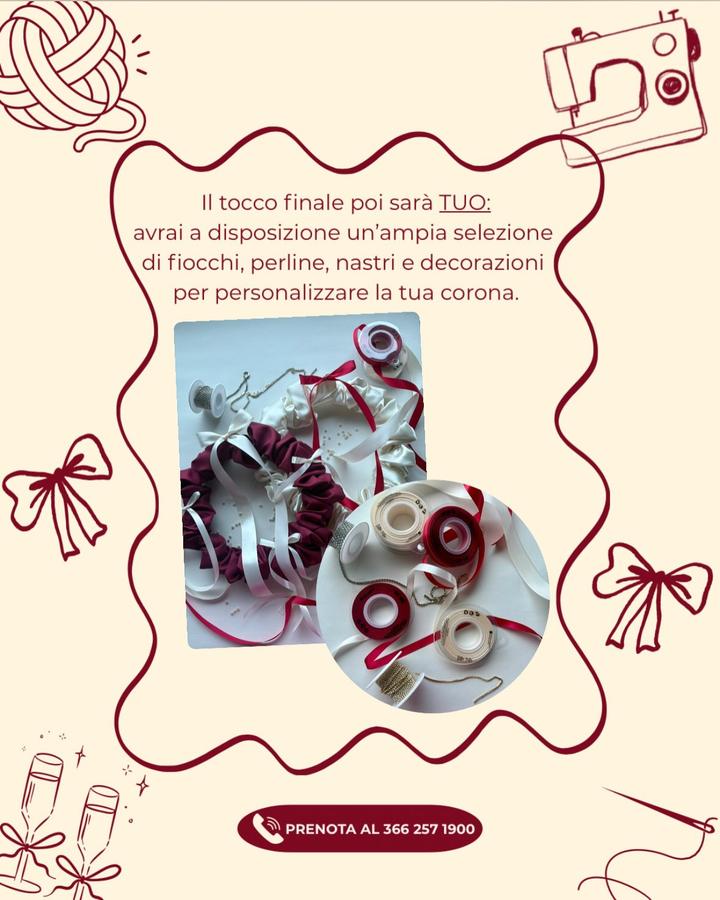 Il tocco finale poi sarà TUO:
avrai a disposizione un’ampia selezione
di fiocchi, perline, nastri e decorazioni
per personalizzare la tua corona.
PRENOTA AL 366 257 1900